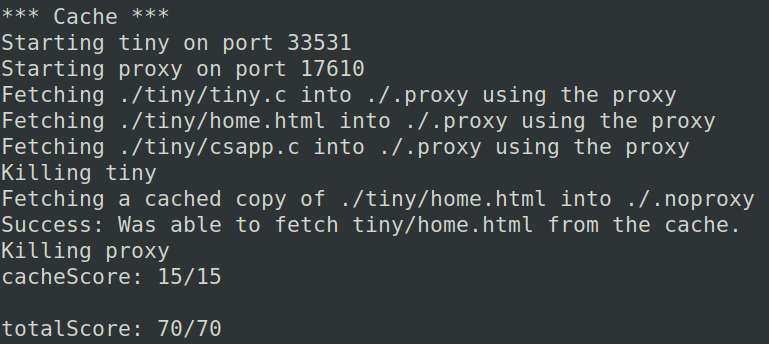 *** Cache ***
Starting tiny on port 33531
Starting proxy on port 17610
Fetching ./tiny/tiny.c into ./.proxy using the proxy
Fetching ./tiny/home.html into ./.proxy using the proxy
Fetching ./tiny/csapp.c into ./.proxy using the proxy
Killing tiny
Fetching a cached copy of ./tiny/home.html into ./.noproxy
Success: Was able to fetch tiny/home.html from the cache.
Killing proxy
cacheScore: 15/15

totalScore: 70/70